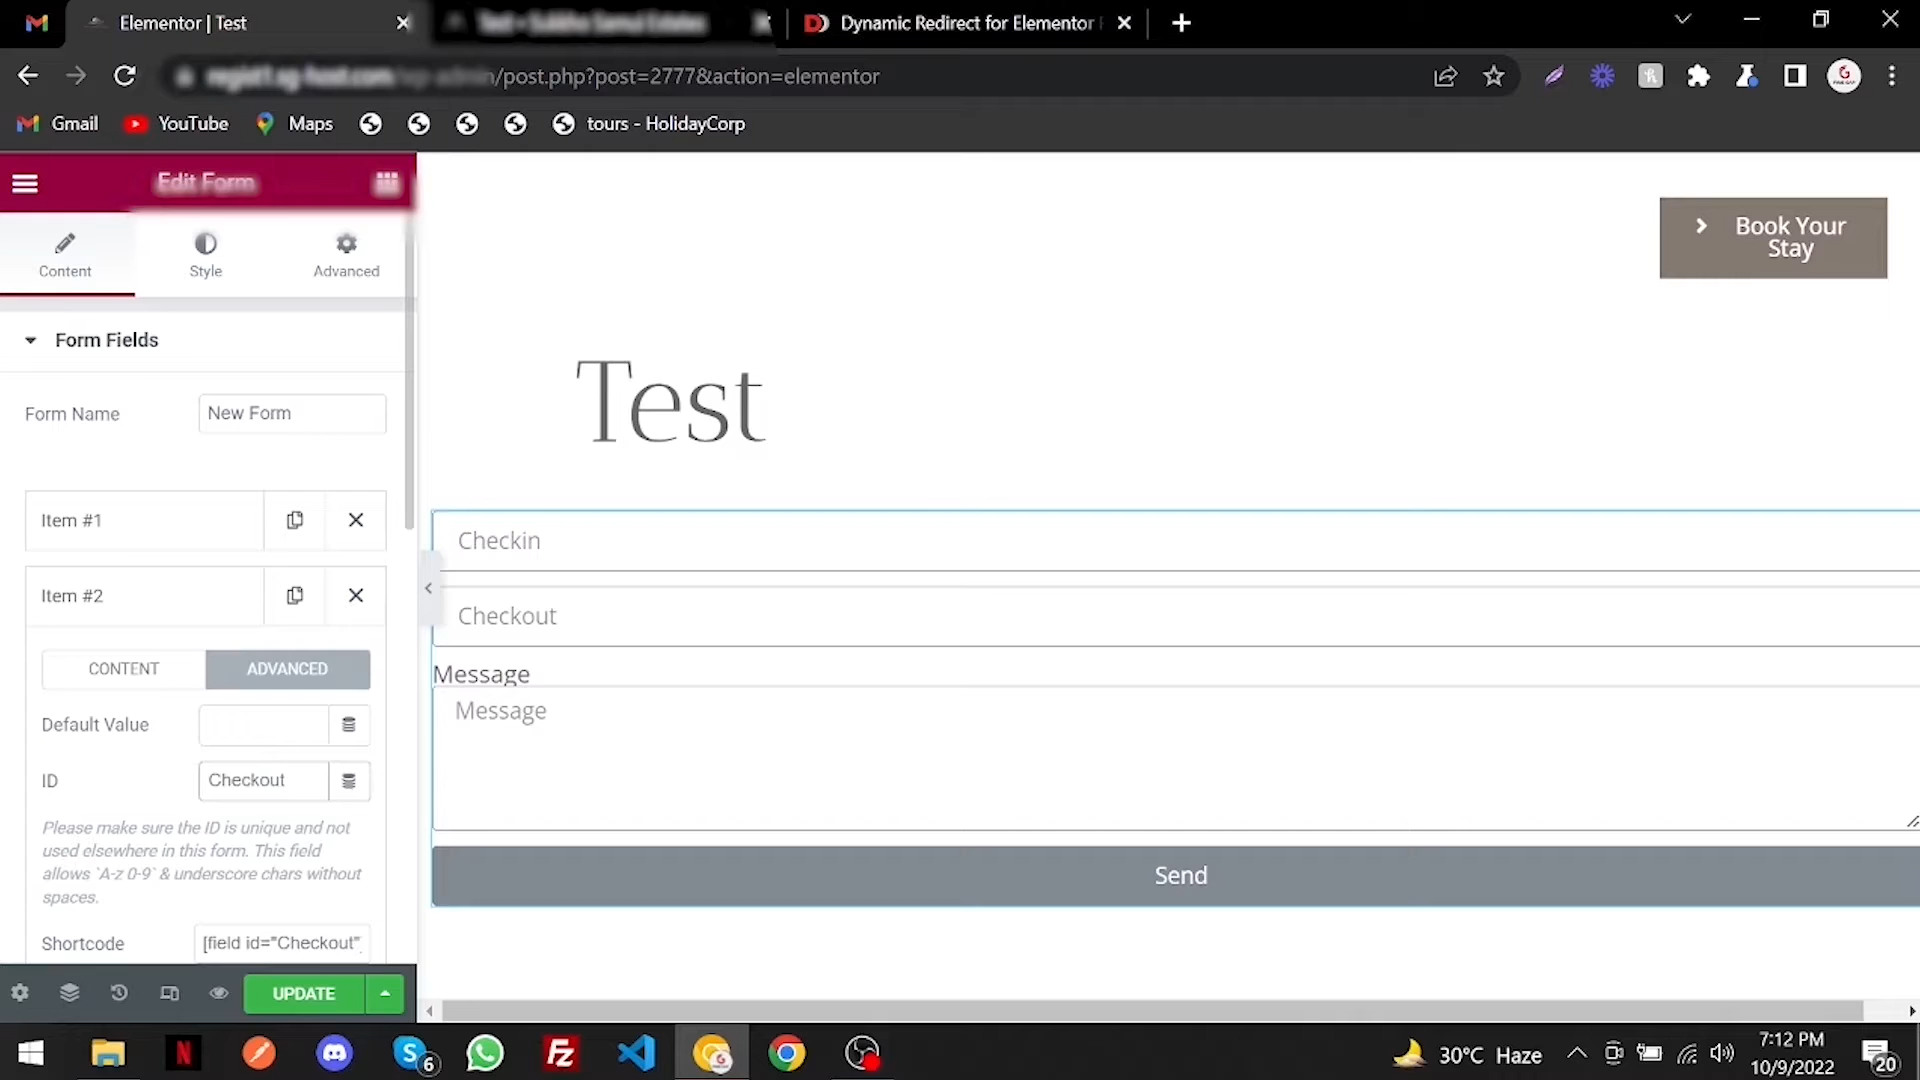 Elementor | Test
Dynamic Redirect for Elementor
/post.php?post=2777&action=elementor
Gmail
YouTube
Maps
tours - HolidayCorp
Edit Form
Content
Style
Advanced
Book Your
Stay
Form Fields
Test
Form Name
New Form
Item #1
Checkin
Item #2
Checkout
CONTENT
ADVANCED
Message
Message
Default Value
ID
Checkout
Please make sure the ID is unique and not
used elsewhere in this form. This field
allows `A-z 0-9` & underscore chars without
spaces.
Send
Shortcode
[field id="Checkout"
UPDATE
6
30°C Haze
7:12 PM
10/9/2022
20